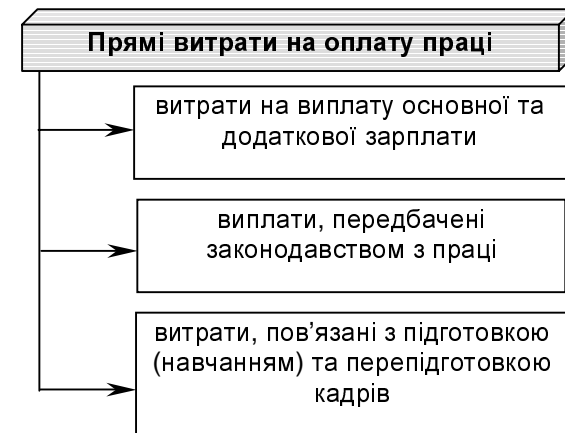 Прямі витрати на оплату праці
витрати на виплату основної та
додаткової зарплати
виплати, передбачені
законодавством з праці
витрати, пов’язані з підготовкою
(навчанням) та перепідготовкою
кадрів